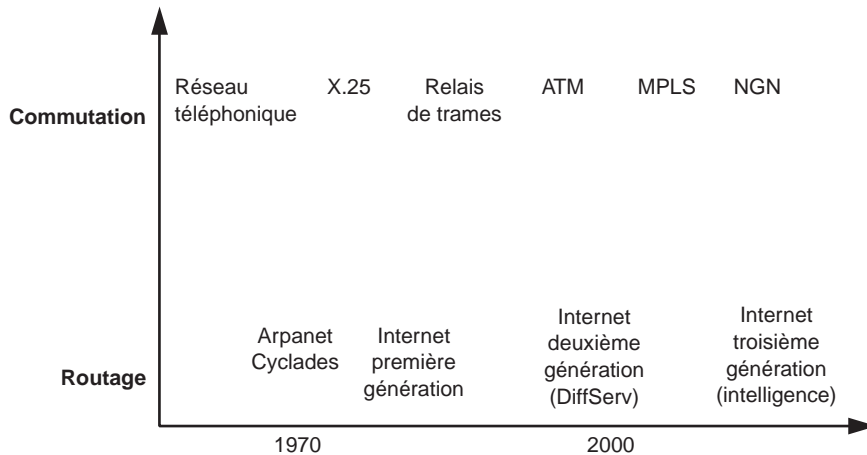 Réseau
téléphonique
X.25
Relais
de trames
ATM
MPLS
NGN
Commutation
Arpanet
Cyclades
Internet
première
génération
Internet
deuxième
génération
(DiffServ)
Internet
troisième
génération
(intelligence)
Routage
1970
2000